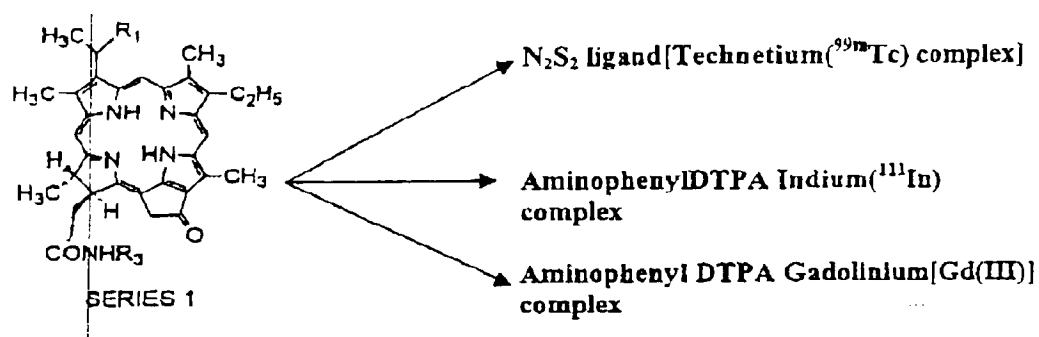 H₃C R₁
CH₃
H₃C
C₂H₅
NH N
N HN
H
H₃C
H
CH₃
O
CONHR₃
SERIES 1
N₂S₂ ligand[Technetium(⁹⁹ᵐTc) complex]
AminophenylDTPA Indium(¹¹¹In)
complex
Aminophenyl DTPA Gadolinium[Gd(III)]
complex